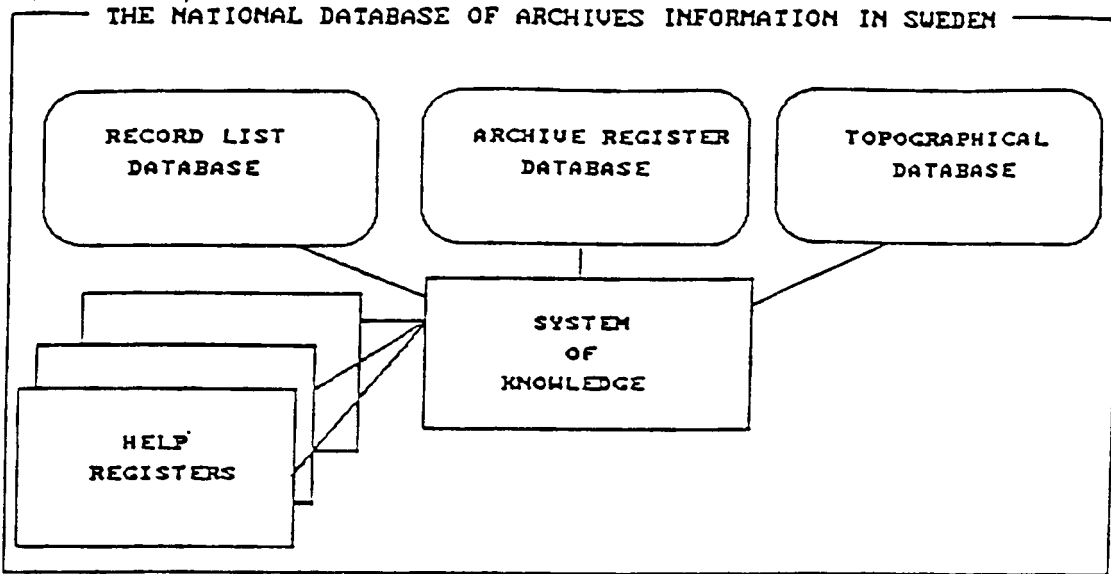 THE NATIONAL DATABASE OF ARCHIVES INFORMATION IN SWEDEN
RECORD LIST
DATABASE
ARCHIVE REGISTER
DATABASE
TOPOGRAPHICAL
DATABASE
SYSTEM
OF
KNOWLEDGE
HELP
REGISTERS